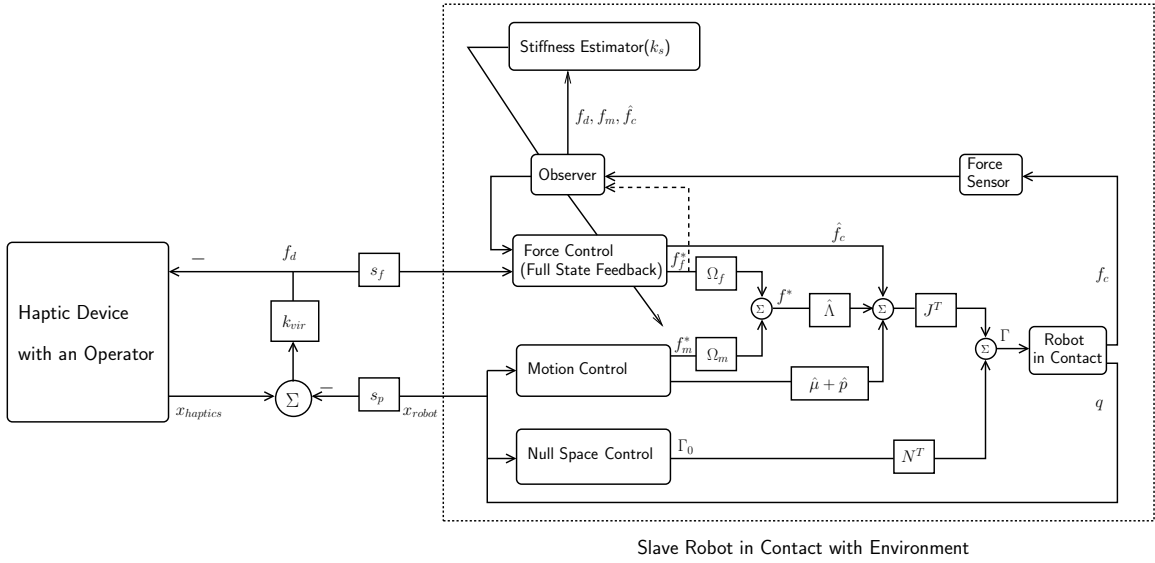 Stiffness Estimator(k_s)
f_d, f_m, f̂_c
Observer
Force
Sensor
Force Control
(Full State Feedback)
f̂_c
f_f^*
Ω_f
Σ
f^*
Λ̂
Σ
J^T
f_c
−
f_d
s_f
Haptic Device
with an Operator
k_vir
f_m^*
Ω_m
Motion Control
μ̂ + p̂
Σ
Γ
Robot
in Contact
x_haptics
Σ
−
s_p
x_robot
q
Null Space Control
Γ_0
N^T
Slave Robot in Contact with Environment